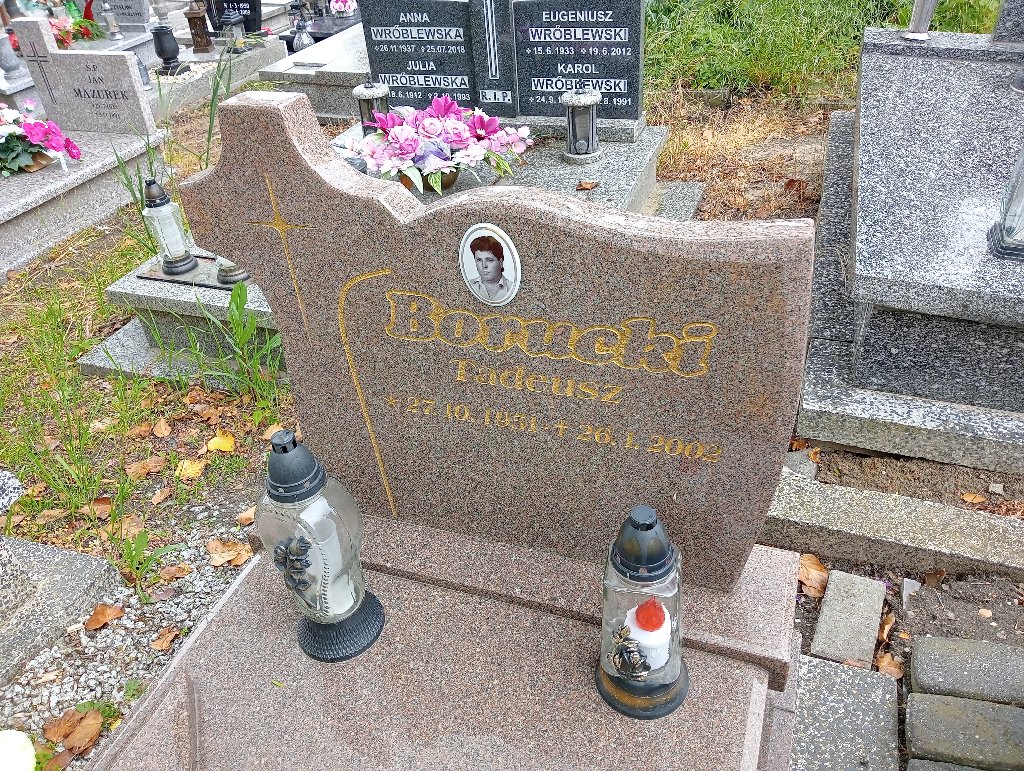 ANNA
WRÓBLEWSKA
* 26.11.1937 + 25.07.2018
JULIA
WRÓBLEWSKA
R.I.P.
EUGENIUSZ
WRÓBLEWSKI
* 15.6.1933 + 19.6.2012
KAROL
WRÓBLEWSKI
Ś.P.
JAN
MAZUREK
Borucki
Tadeusz
* 27.10.1951 + 26.1.2002